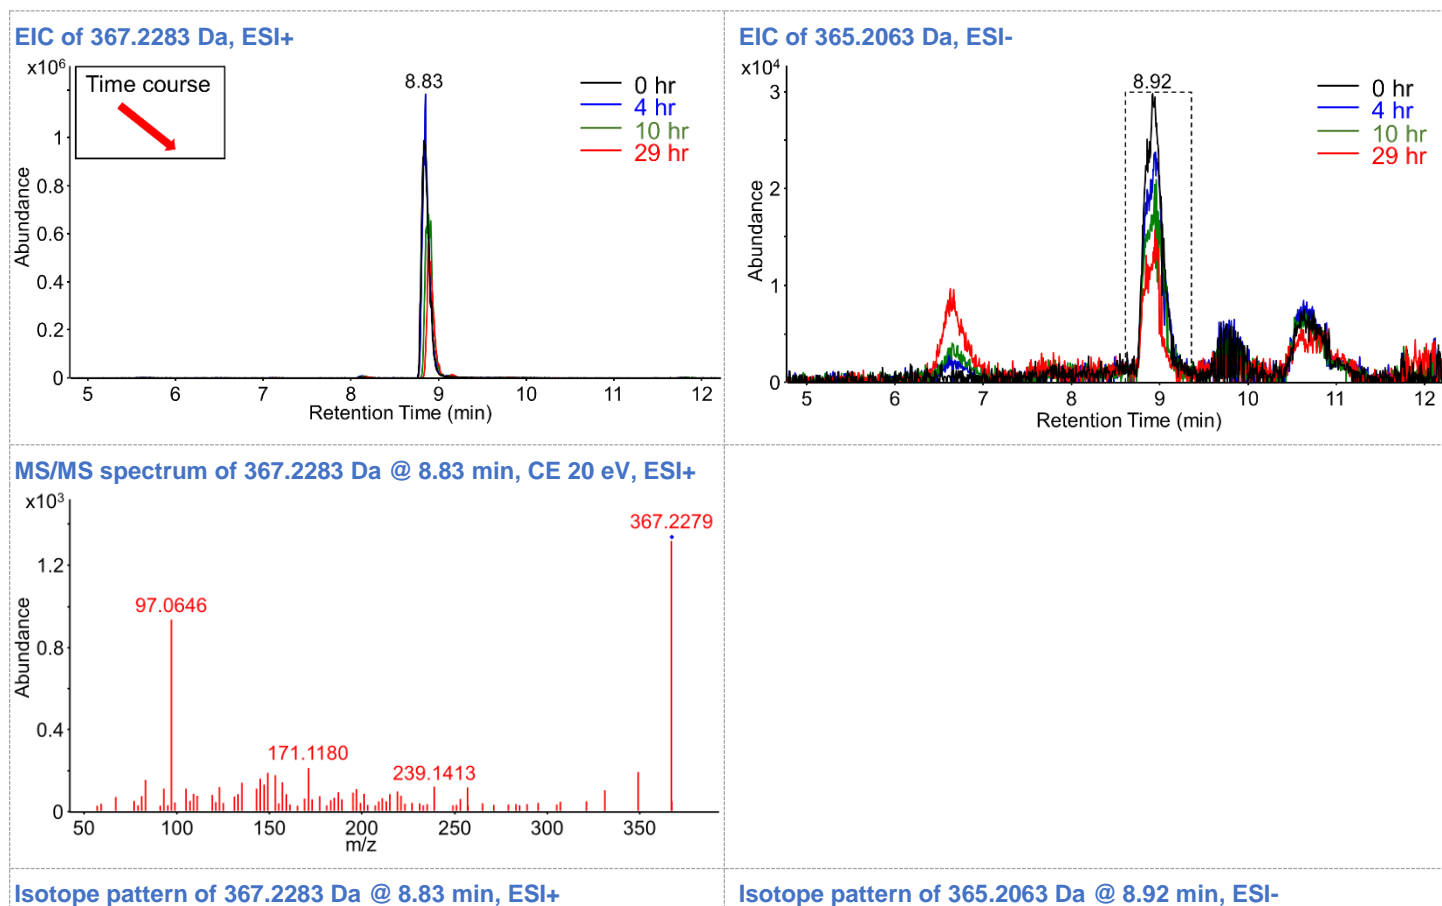 EIC of 367.2283 Da, ESI+
x10⁶
Time course
8.83
0 hr
4 hr
10 hr
29 hr
Abundance
1
0.8
0.6
0.4
0.2
0
5 6 7 8 9 10 11 12
Retention Time (min)
EIC of 365.2063 Da, ESI-
x10⁴
8.92
0 hr
4 hr
10 hr
29 hr
Abundance
3
2
1
0
5 6 7 8 9 10 11 12
Retention Time (min)
MS/MS spectrum of 367.2283 Da @ 8.83 min, CE 20 eV, ESI+
x10³
367.2279
97.0646
171.1180
239.1413
Abundance
1.2
0.8
0.4
0
50 100 150 200 250 300 350
m/z
Isotope pattern of 367.2283 Da @ 8.83 min, ESI+
Isotope pattern of 365.2063 Da @ 8.92 min, ESI-